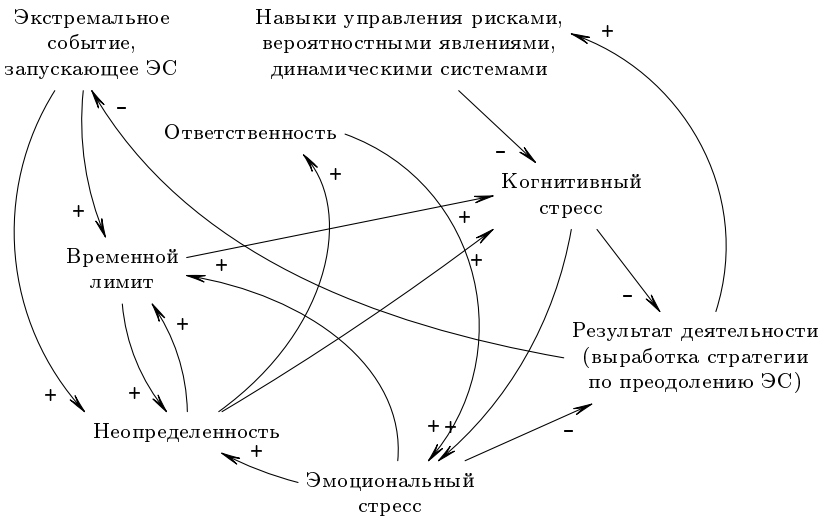 Экстремальное
событие,
запускающее ЭС
Навыки управления рисками,
вероятностными явлениями,
динамическими системами
+
–
Ответственность
–
+
Когнитивный
стресс
+
+
Временной
лимит
+
+
–
+
Результат деятельности
(выработка стратегии
по преодолению ЭС)
+
+
Неопределенность
++
–
+
Эмоциональный
стресс